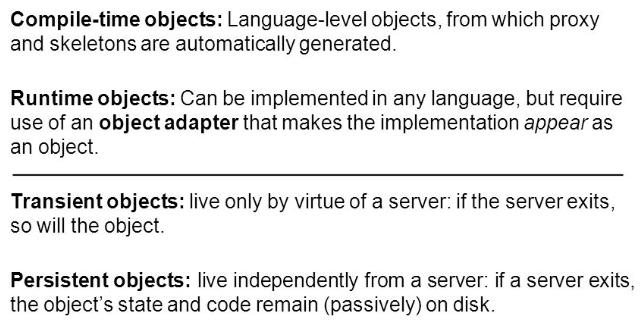 Compile-time objects: Language-level objects, from which proxy
and skeletons are automatically generated.
Runtime objects: Can be implemented in any language, but require
use of an object adapter that makes the implementation appear as
an object.
Transient objects: live only by virtue of a server: if the server exits,
so will the object.
Persistent objects: live independently from a server: if a server exits,
the object's state and code remain (passively) on disk.